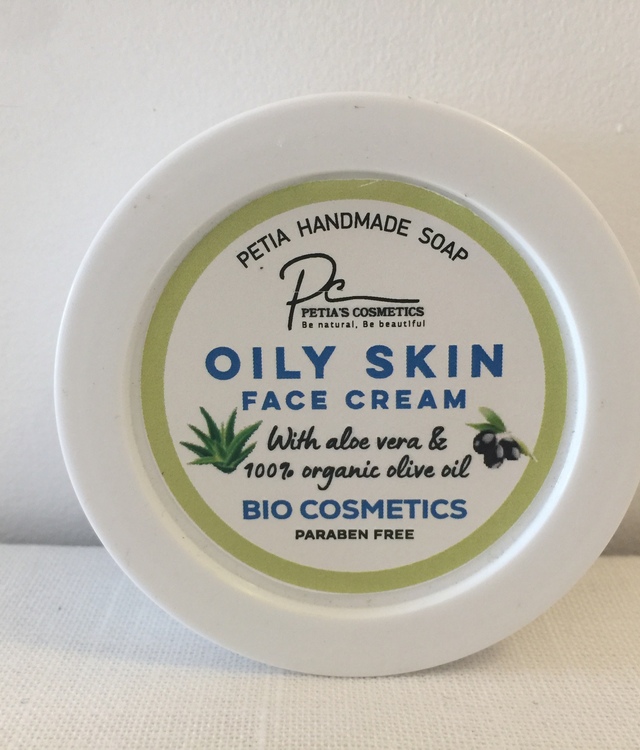 PETIA HANDMADE SOAP
Pc
PETIA'S COSMETICS
Be natural, Be beautiful
OILY SKIN
FACE CREAM
With aloe vera &
100% organic olive oil
BIO COSMETICS
PARABEN FREE